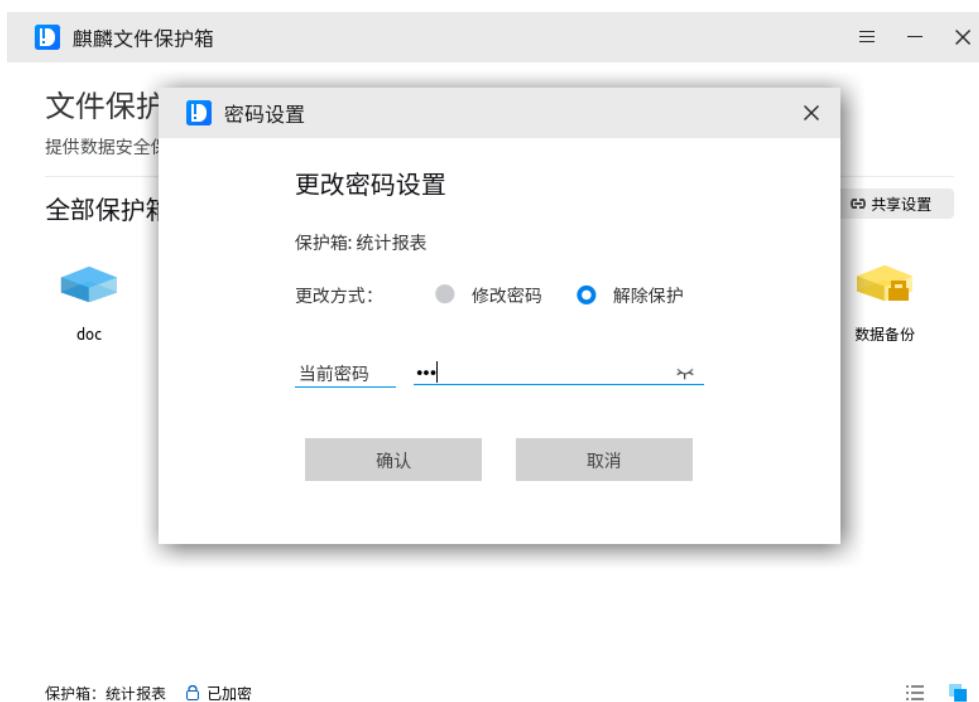 麒麟文件保护箱
文件保护
提供数据安全
密码设置
更改密码设置
全部保护
共享设置
保护箱: 统计报表
更改方式: 修改密码 解除保护
doc
数据备份
当前密码 •••
确认 取消
保护箱: 统计报表 已加密